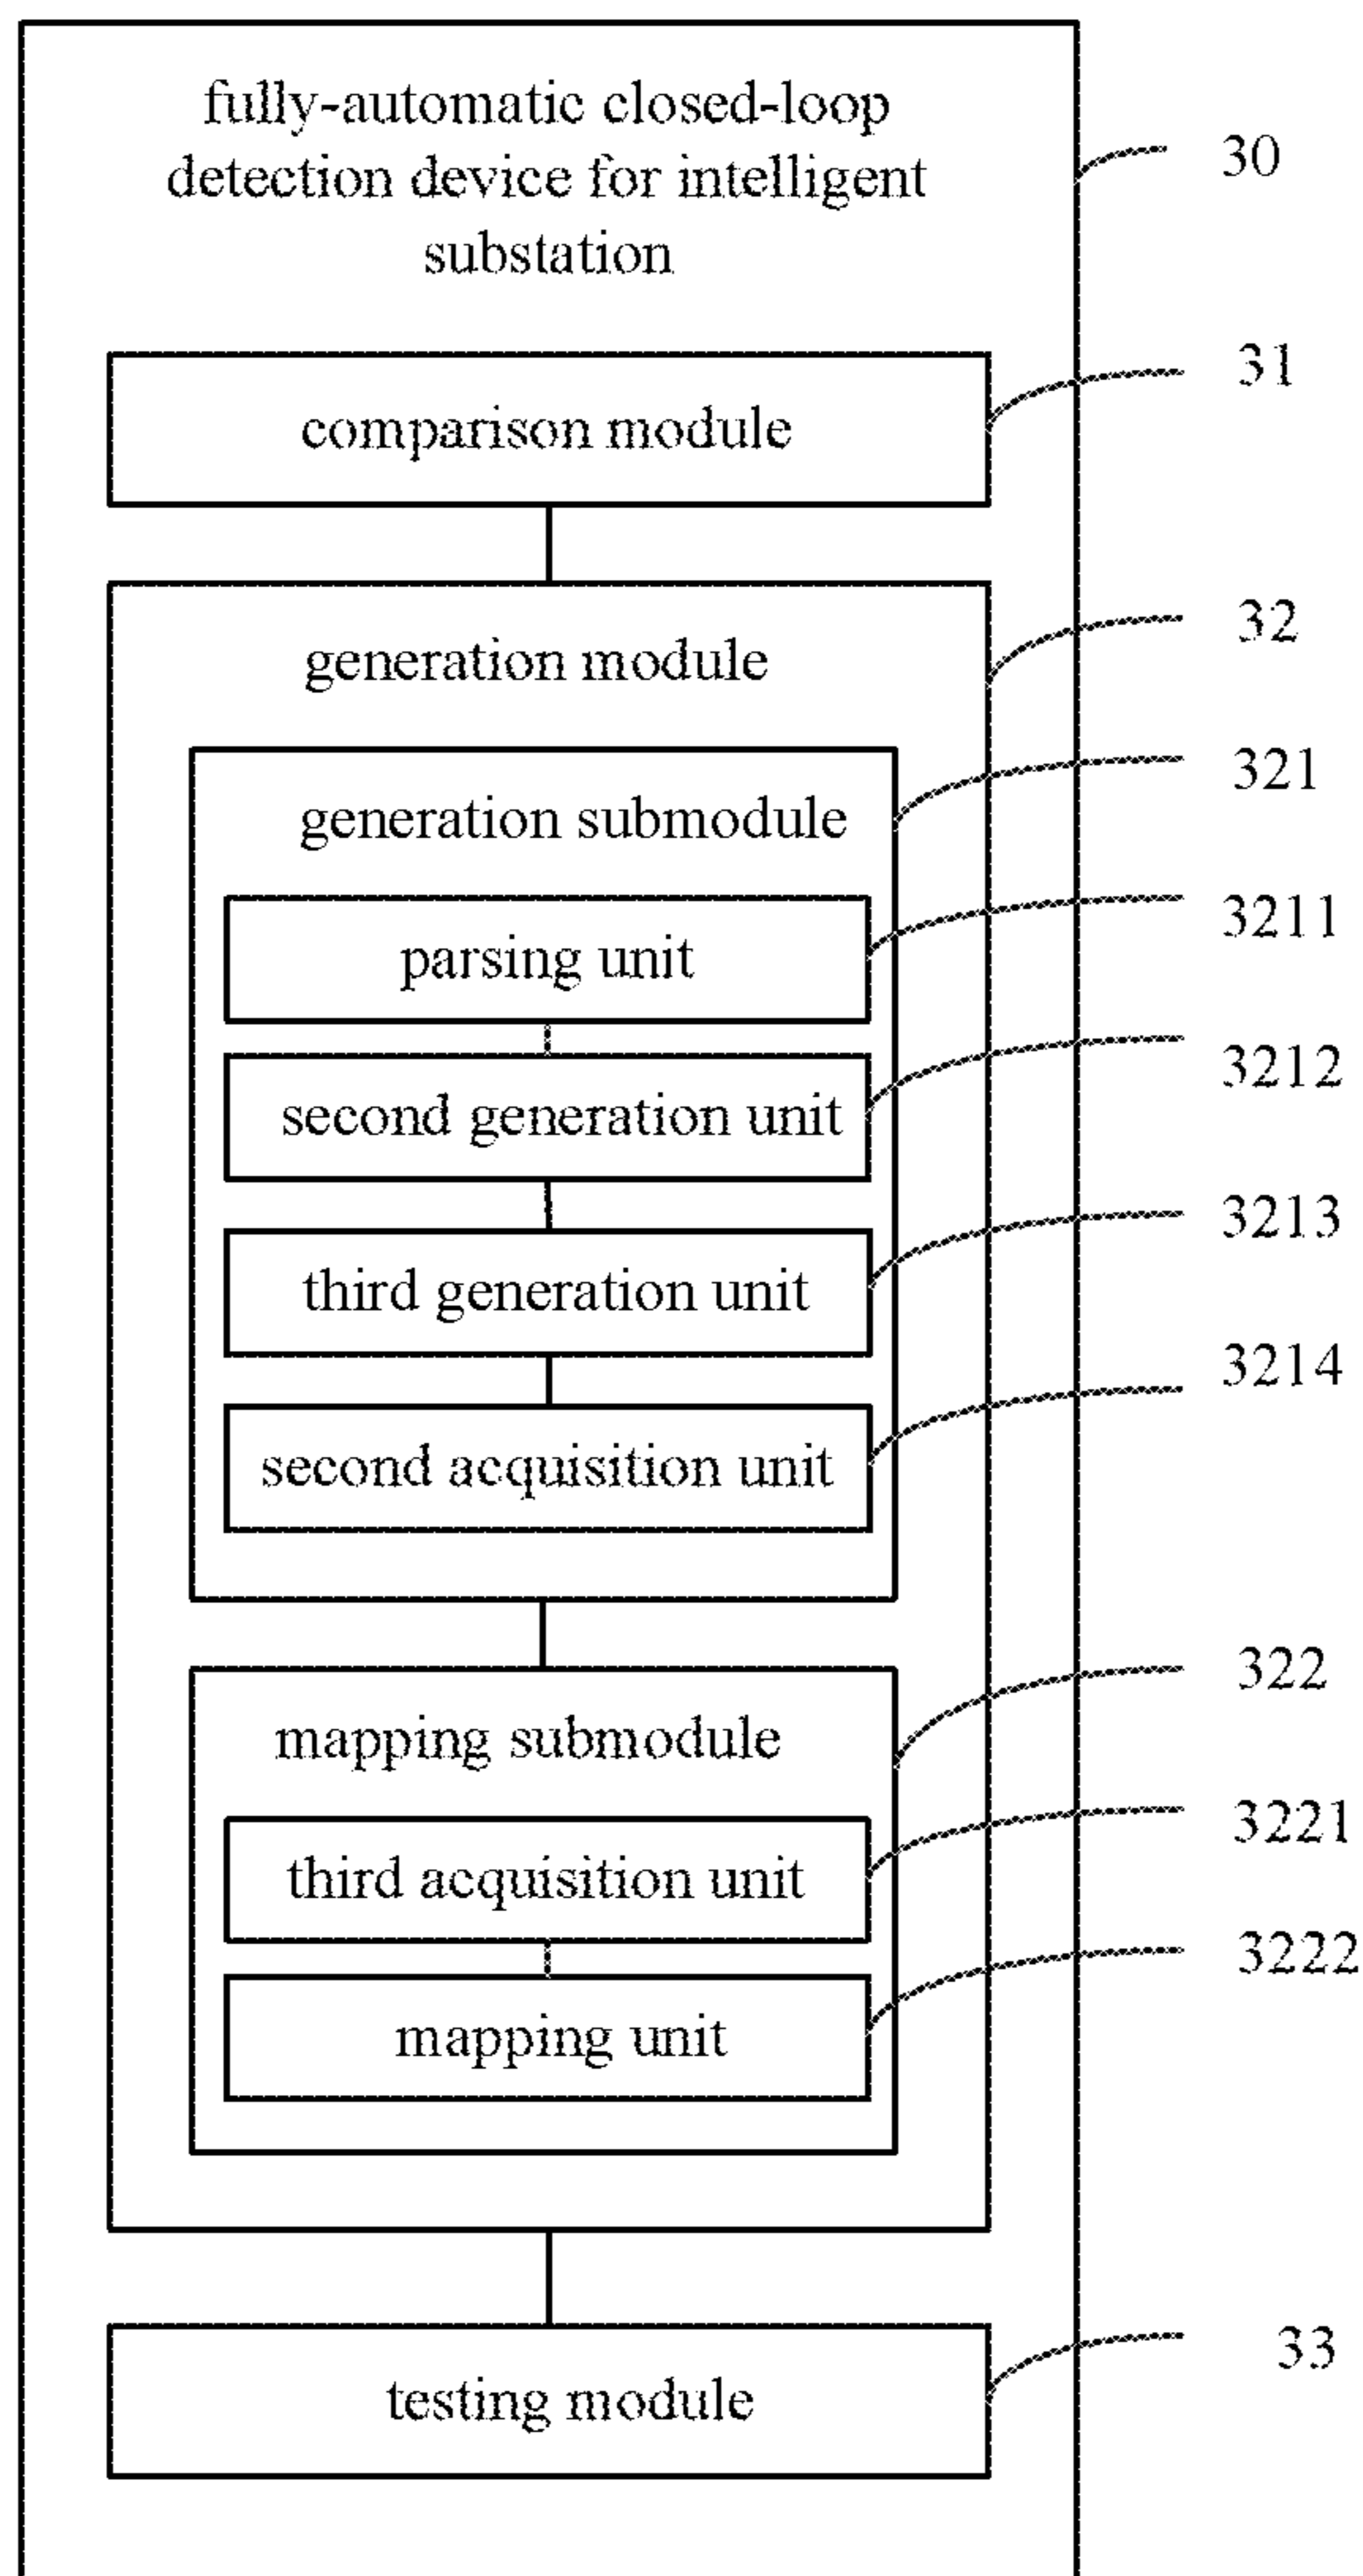 fully-automatic closed-loop
detection device for intelligent
substation
30
comparison module
31
generation module
32
generation submodule
321
parsing unit
3211
second generation unit
3212
third generation unit
3213
second acquisition unit
3214
mapping submodule
322
third acquisition unit
3221
mapping unit
3222
testing module
33